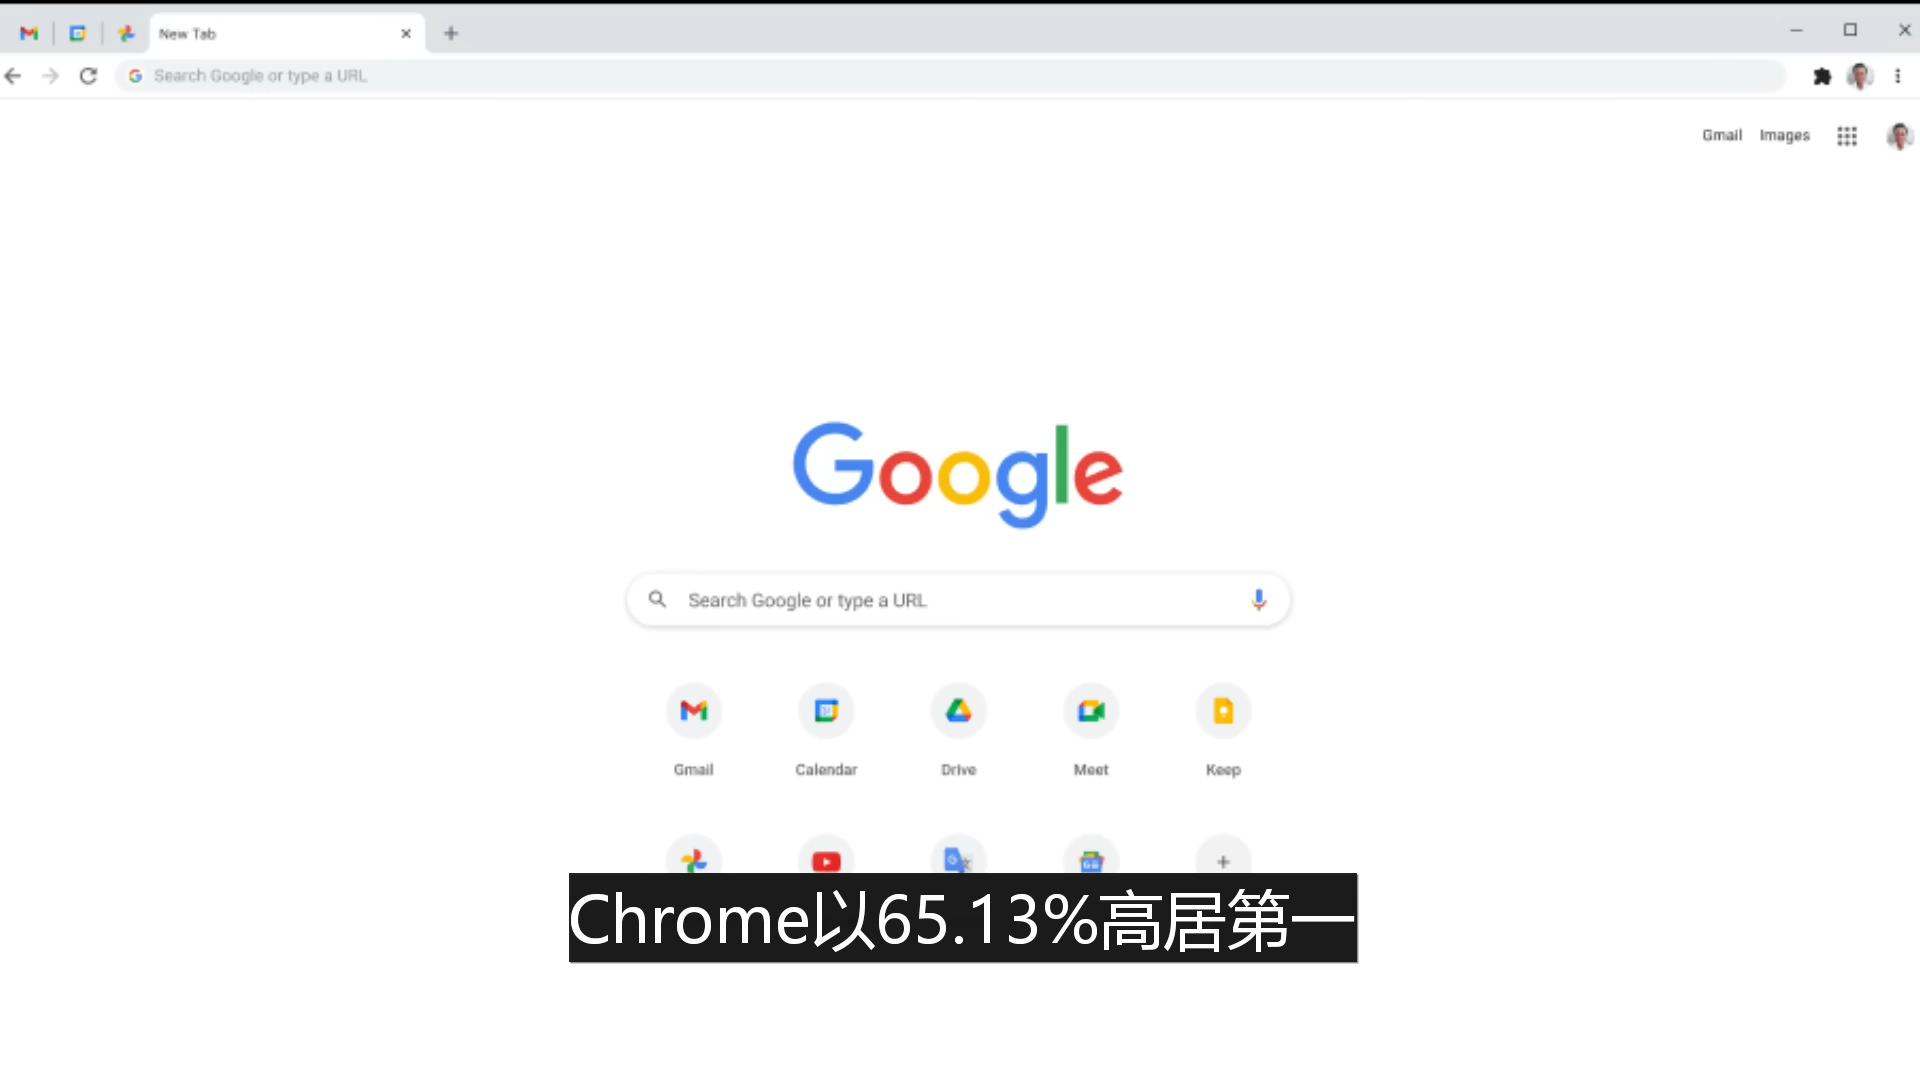 New Tab
Search Google or type a URL
Gmail Images
Google
Search Google or type a URL
Gmail Calendar Drive Meet Keep
Chrome以65.13%高居第一